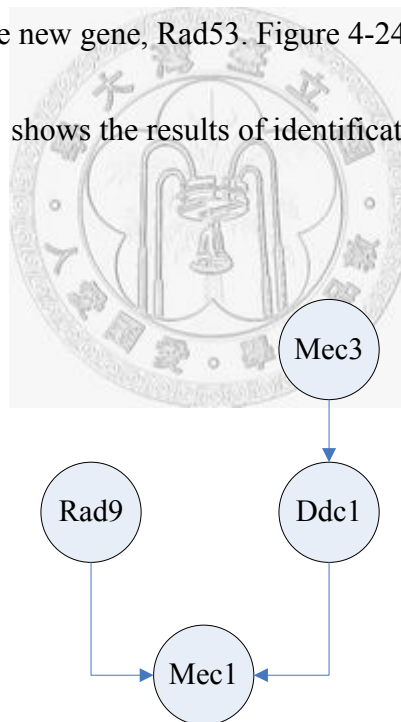 e new gene, Rad53. Figure 4-24
shows the results of identificat
Mec3
Rad9
Ddc1
Mec1